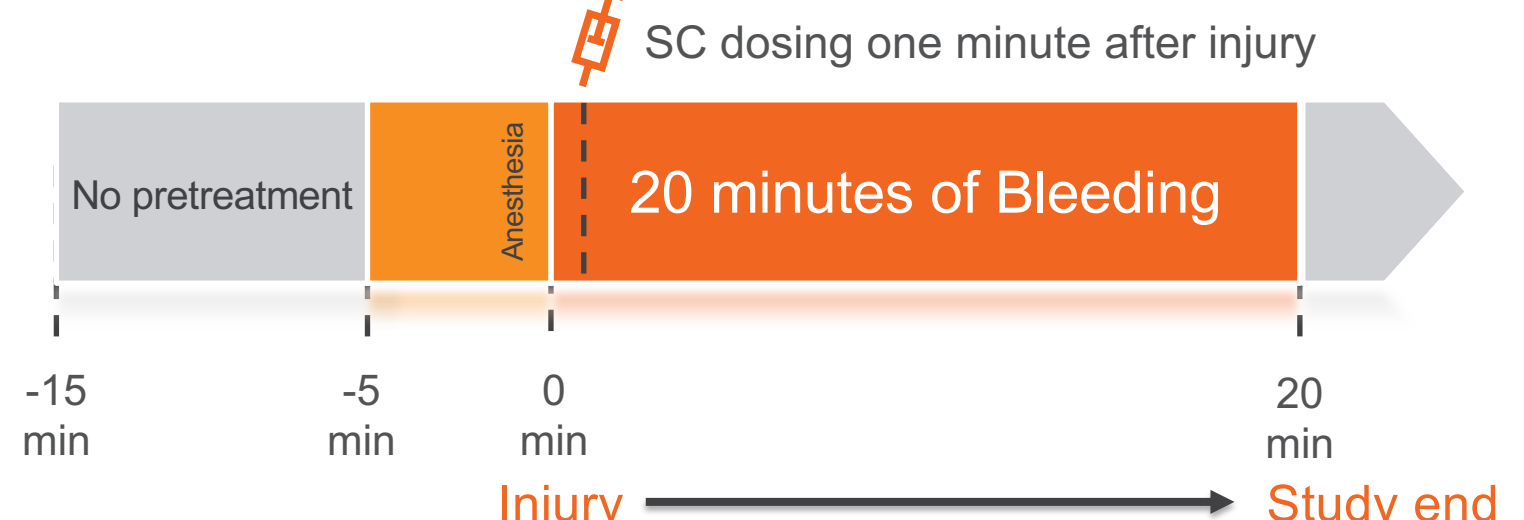 SC dosing one minute after injury
No pretreatment
Anesthesia
20 minutes of Bleeding
-15
min
-5
min
0
min
20
min
Injury
Study end